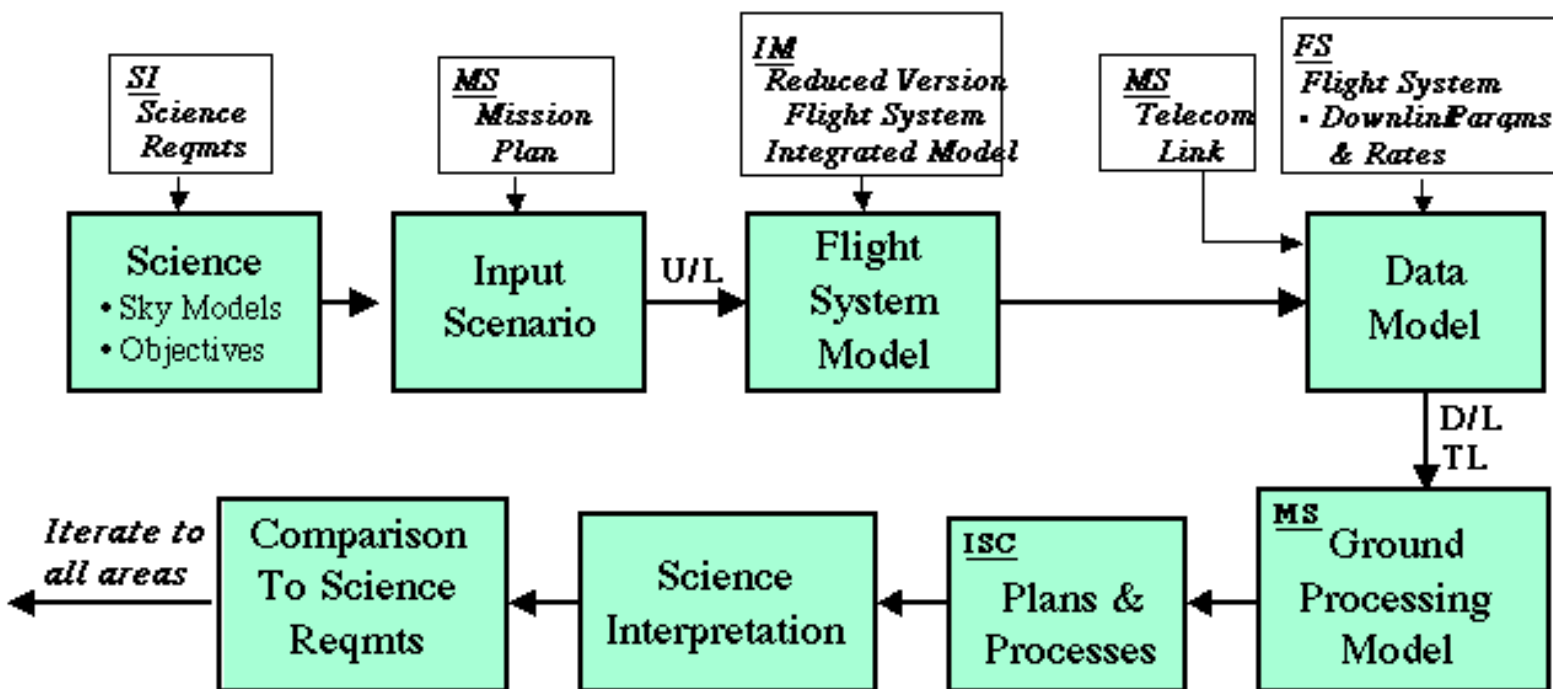 SI
Science
Reqmts
MS
Mission
Plan
IM
Reduced Version
Flight System
Integrated Model
MS
Telecom
Link
FS
Flight System
• Downlink Params
& Rates
Science
• Sky Models
• Objectives
Input
Scenario
U/L
Flight
System
Model
Data
Model
D/L
TL
MS
Ground
Processing
Model
ISC
Plans &
Processes
Science
Interpretation
Comparison
To Science
Reqmts
Iterate to
all areas